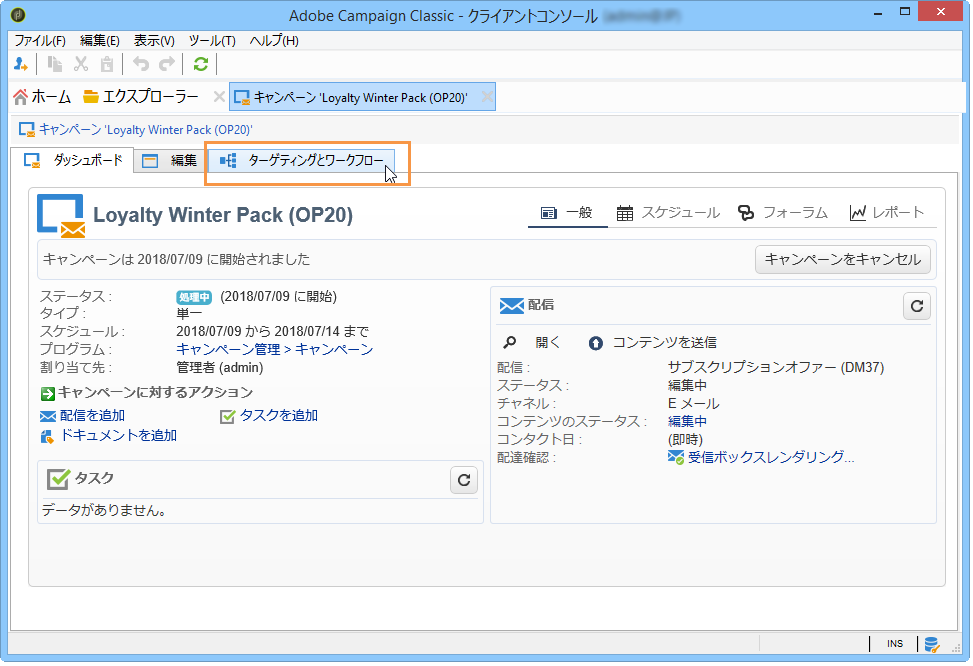 Adobe Campaign Classic - クライアントコンソール
ファイル(F) 編集(E) 表示(V) ツール(T) ヘルプ(H)
ホーム エクスプローラー キャンペーン 'Loyalty Winter Pack (OP20)'
キャンペーン 'Loyalty Winter Pack (OP20)'
ダッシュボード 編集 ターゲティングとワークフロー
Loyalty Winter Pack (OP20)
一般 スケジュール フォーラム レポート
キャンペーンは 2018/07/09 に開始されました
キャンペーンをキャンセル
ステータス : 処理中 (2018/07/09 に開始)
タイプ : 単一
スケジュール : 2018/07/09 から 2018/07/14 まで
プログラム : キャンペーン管理 > キャンペーン
割り当て先 : 管理者 (admin)
キャンペーンに対するアクション
配信を追加 タスクを追加
ドキュメントを追加
タスク
データがありません。
配信
開く コンテンツを送信
配信 : サブスクリプションオファー (DM37)
ステータス : 編集中
チャネル : E メール
コンテンツのステータス : 編集中
コンタクト日 : (即時)
配達確認 : 受信ボックスレンダリング...
INS